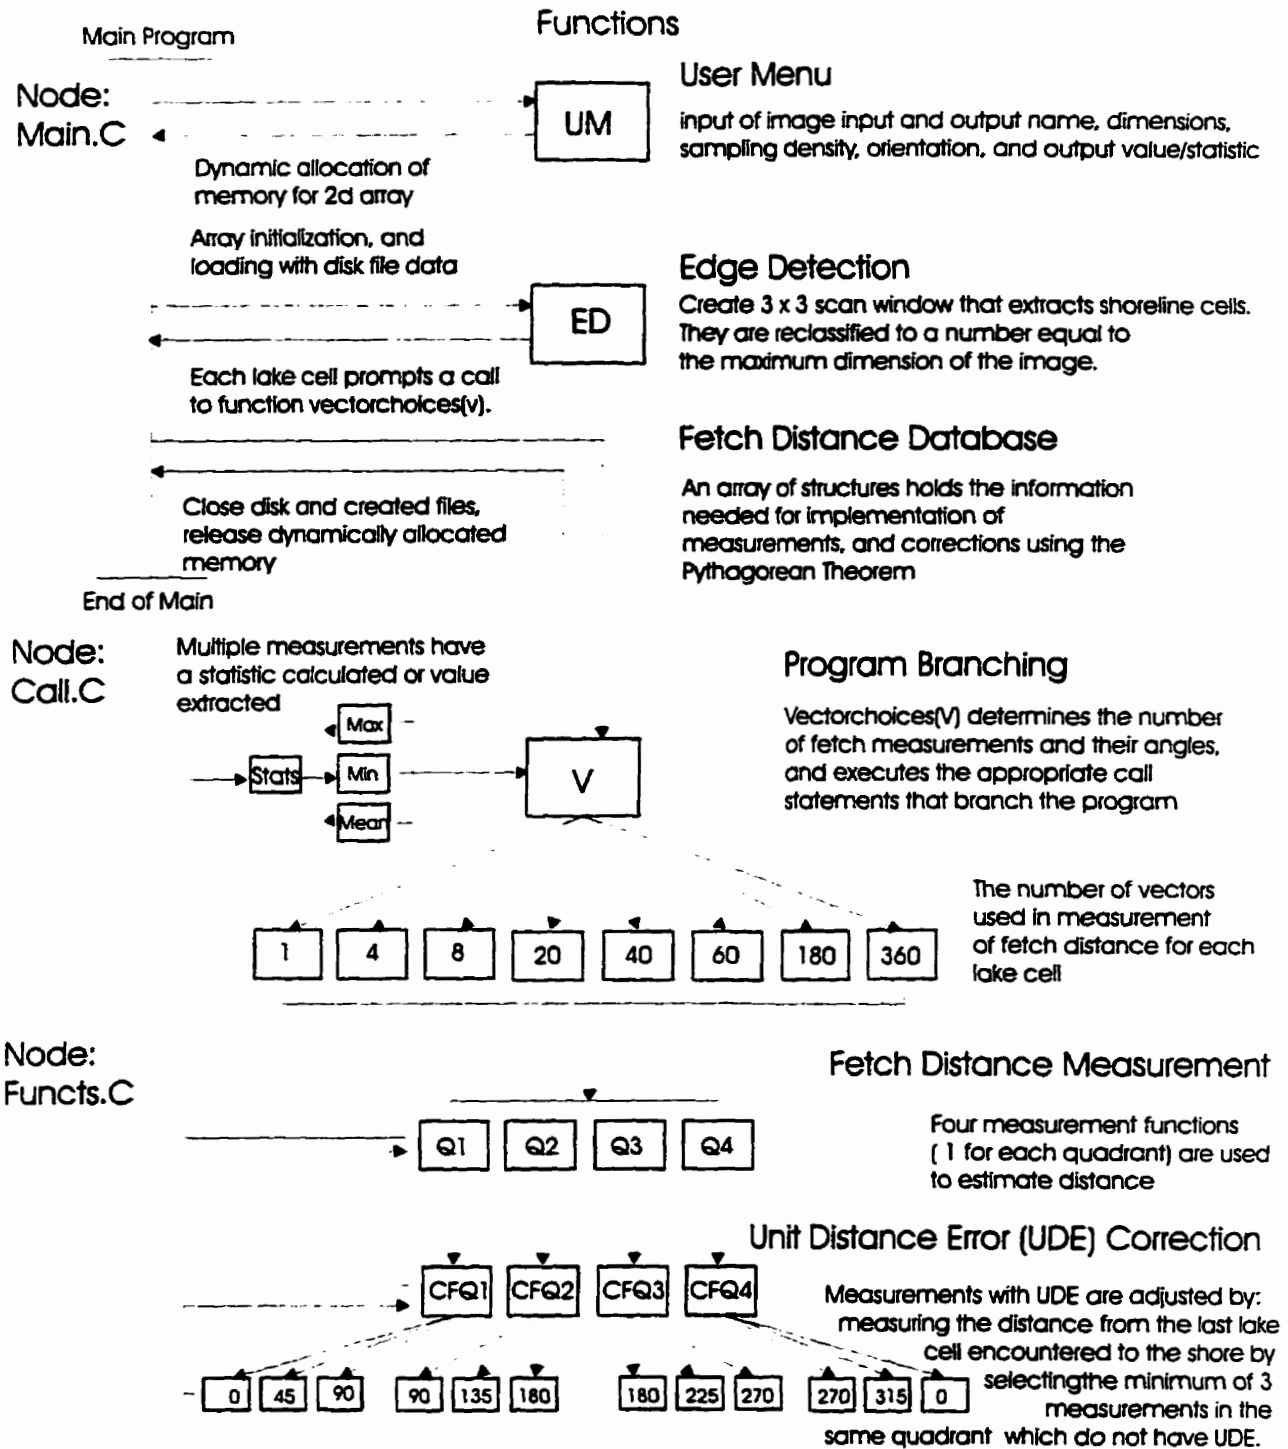 Functions
Main Program
Node:
Main.C
UM
User Menu
input of image input and output name, dimensions,
sampling density, orientation, and output value/statistic
Dynamic allocation of
memory for 2d array
Array initialization, and
loading with disk file data
ED
Edge Detection
Create 3 x 3 scan window that extracts shoreline cells.
They are reclassified to a number equal to
the maximum dimension of the image.
Each lake cell prompts a call
to function vectorchoices(v).
Fetch Distance Database
An array of structures holds the information
needed for implementation of
measurements, and corrections using the
Pythagorean Theorem
Close disk and created files,
release dynamically allocated
memory
End of Main
Node:
Call.C
Multiple measurements have
a statistic calculated or value
extracted
Max
Stats
Min
Mean
V
Program Branching
Vectorchoices(V) determines the number
of fetch measurements and their angles,
and executes the appropriate call
statements that branch the program
1 4 8 20 40 60 180 360
The number of vectors
used in measurement
of fetch distance for each
lake cell
Node:
Functs.C
Fetch Distance Measurement
Q1 Q2 Q3 Q4
Four measurement functions
( 1 for each quadrant) are used
to estimate distance
Unit Distance Error (UDE) Correction
CFQ1 CFQ2 CFQ3 CFQ4
Measurements with UDE are adjusted by:
measuring the distance from the last lake
cell encountered to the shore by
selectingthe minimum of 3
measurements in the
same quadrant which do not have UDE.
0 45 90 90 135 180 180 225 270 270 315 0